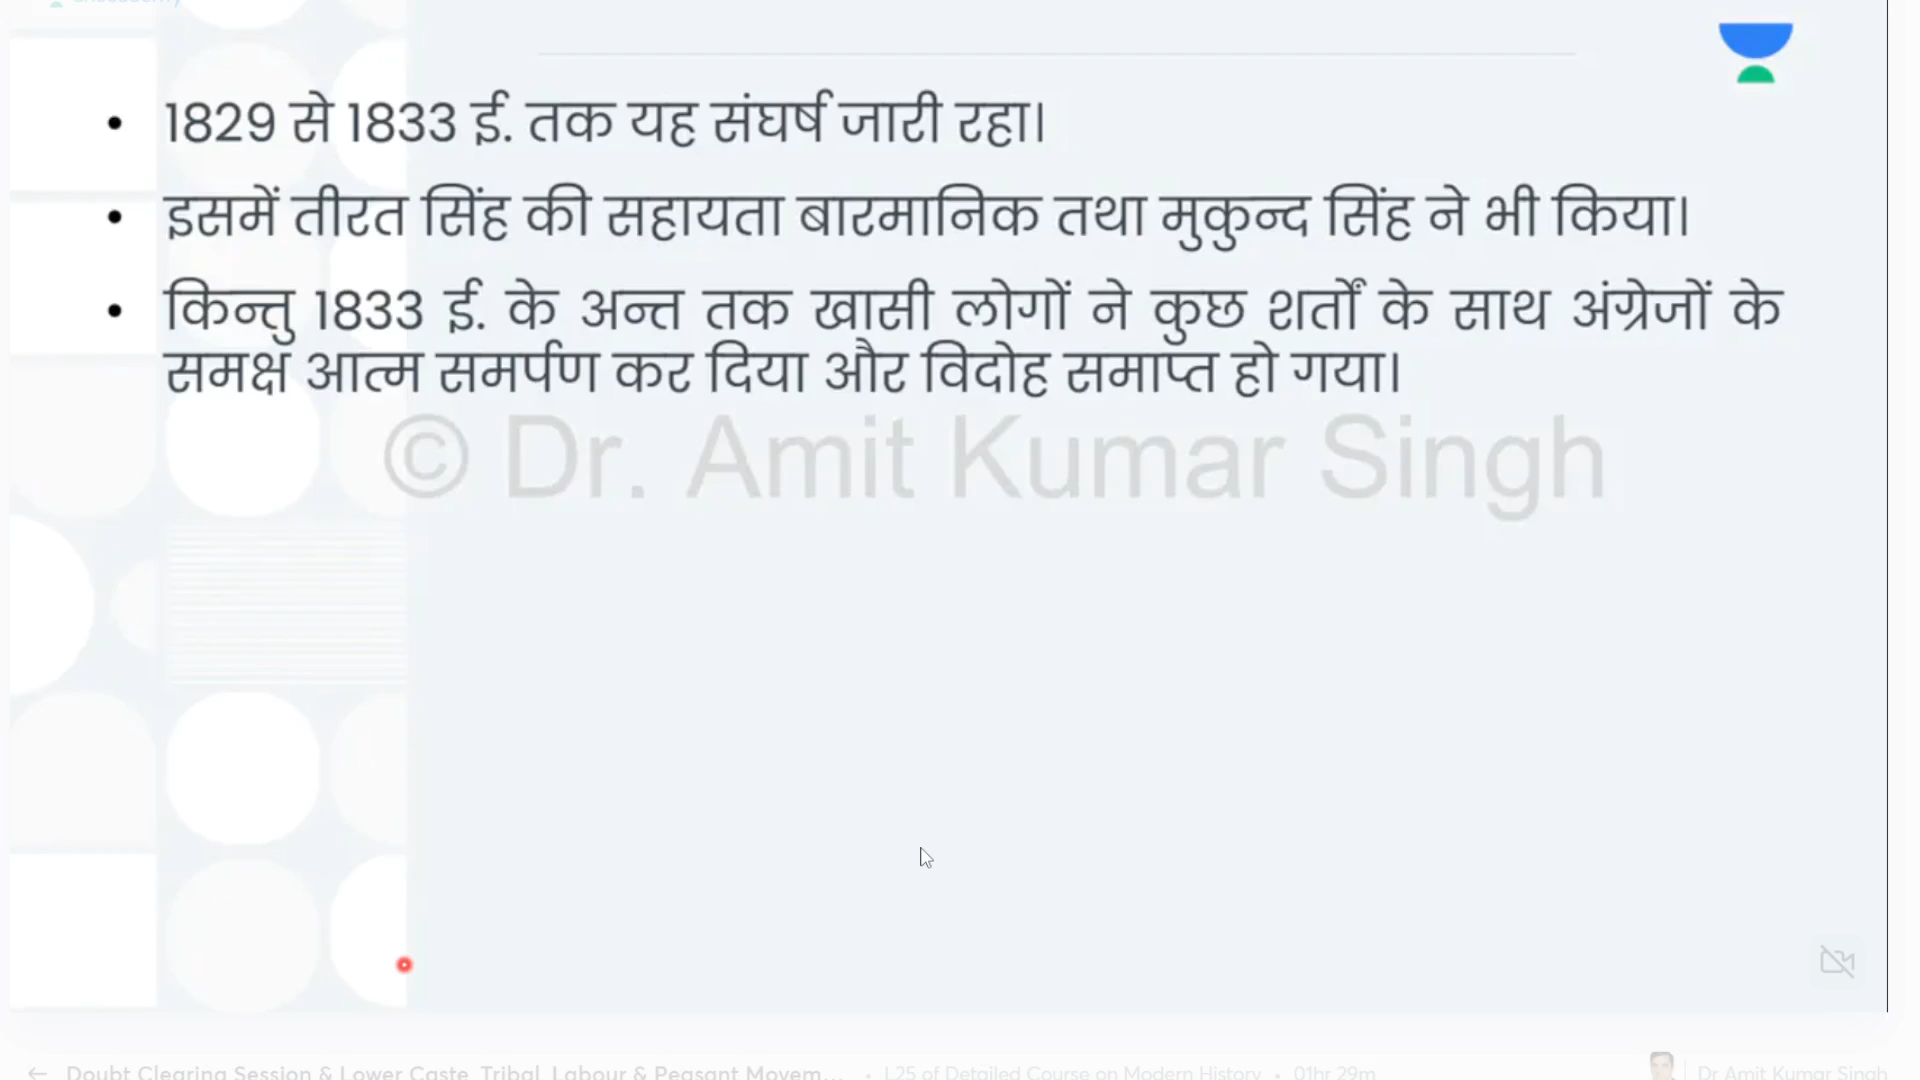 • 1829 से 1833 ई. तक यह संघर्ष जारी रहा।
• इसमें तीरत सिंह की सहायता बारमानिक तथा मुकुन्द सिंह ने भी किया।
• किन्तु 1833 ई. के अन्त तक खासी लोगों ने कुछ शर्तों के साथ अंग्रेजों के
समक्ष आत्म समर्पण कर दिया और विदोह समाप्त हो गया।
© Dr. Amit Kumar Singh
Doubt Clearing Session & Lower Caste, Tribal, Labour & Peasant Movem... • L25 of Detailed Course on Modern History • 01hr 29m
Dr Amit Kumar Singh